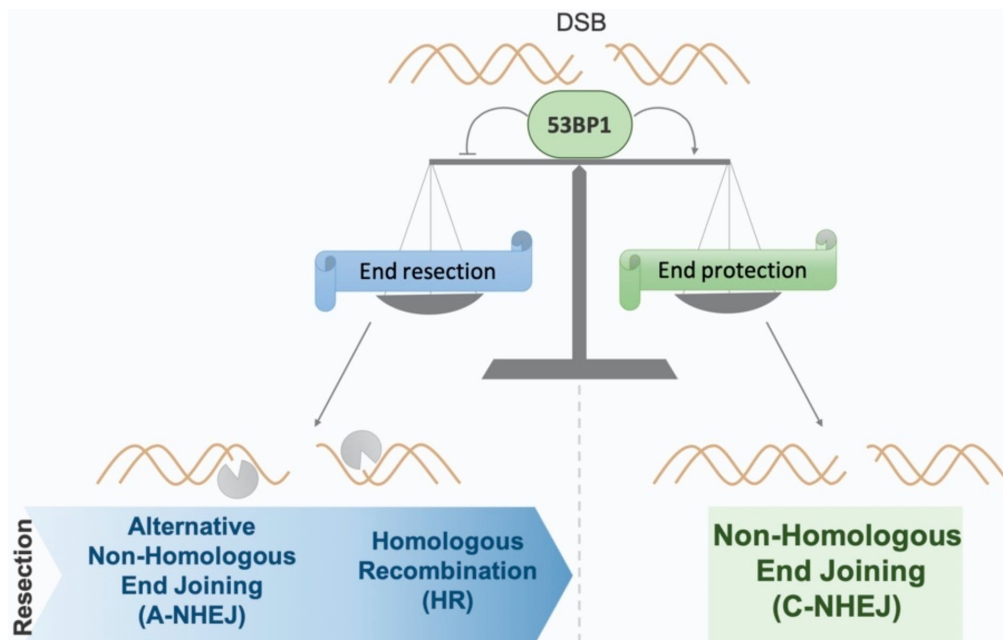 DSB
53BP1
End resection
End protection
Resection
Alternative
Non-Homologous
End Joining
(A-NHEJ)
Homologous
Recombination
(HR)
Non-Homologous
End Joining
(C-NHEJ)